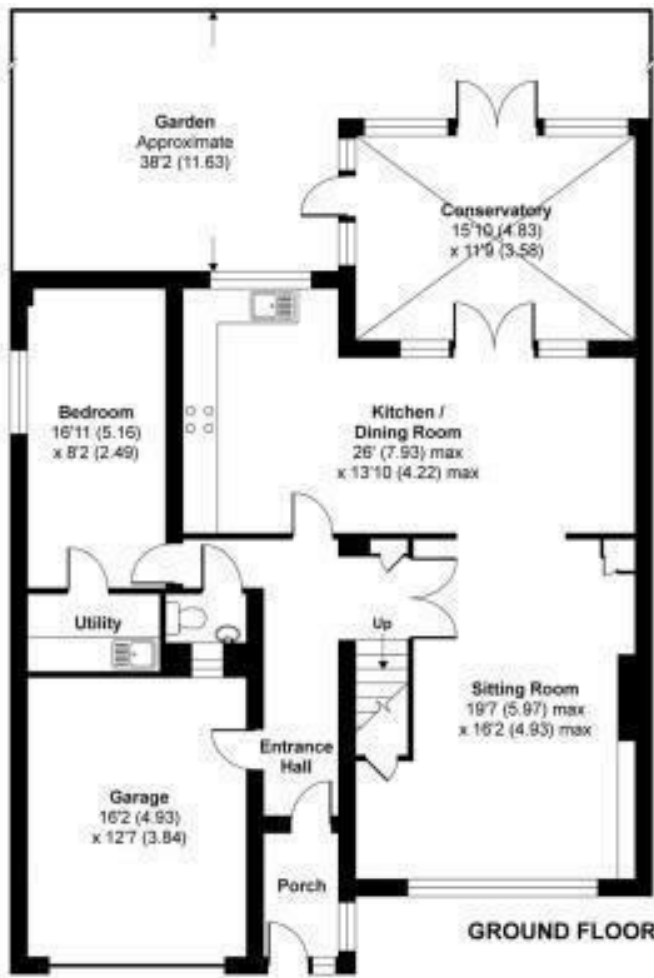 Garden
Approximate
38'2 (11.63)
Conservatory
15'10 (4.83)
x 11'9 (3.58)
Bedroom
16'11 (5.16)
x 8'2 (2.49)
Kitchen /
Dining Room
26' (7.93) max
x 13'10 (4.22) max
Utility
Up
Sitting Room
19'7 (5.97) max
x 16'2 (4.93) max
Entrance
Hall
Garage
16'2 (4.93)
x 12'7 (3.84)
Porch
GROUND FLOOR